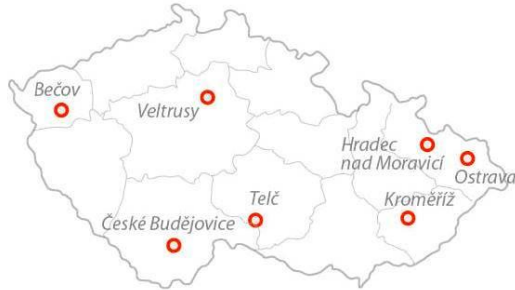 Bečov
Veltrusy
Hradec
nad Moravicí
Ostrava
Telč
Kroměříž
České Budějovice